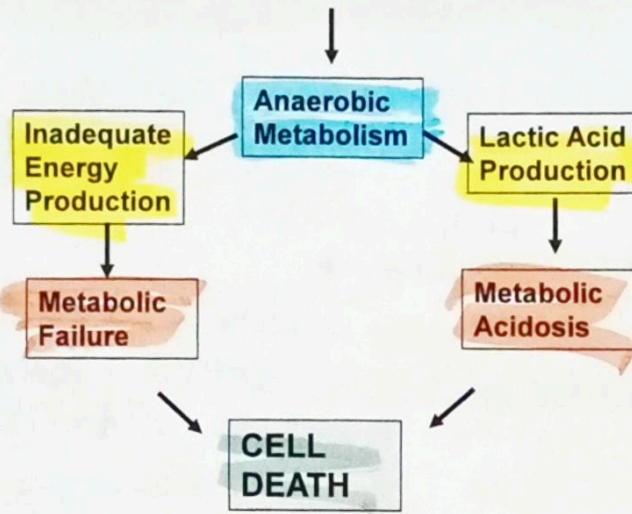 Anaerobic
Metabolism
Inadequate
Energy
Production
Lactic Acid
Production
Metabolic
Failure
Metabolic
Acidosis
CELL
DEATH